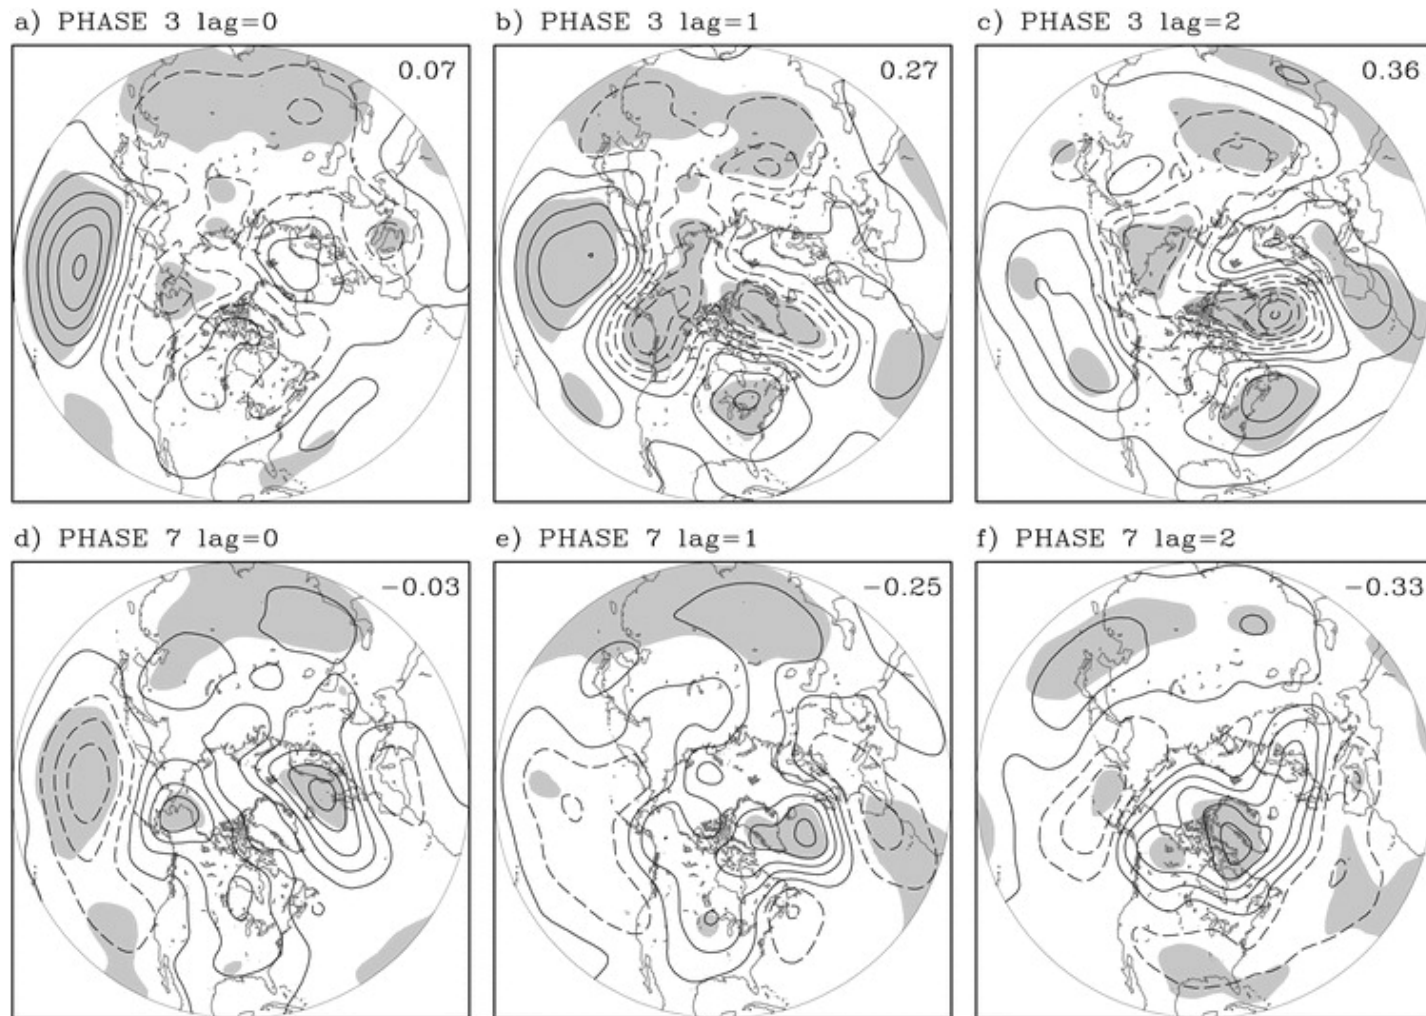 a) PHASE 3 lag=0
b) PHASE 3 lag=1
c) PHASE 3 lag=2
0.07
0.27
0.36
d) PHASE 7 lag=0
e) PHASE 7 lag=1
f) PHASE 7 lag=2
−0.03
−0.25
−0.33